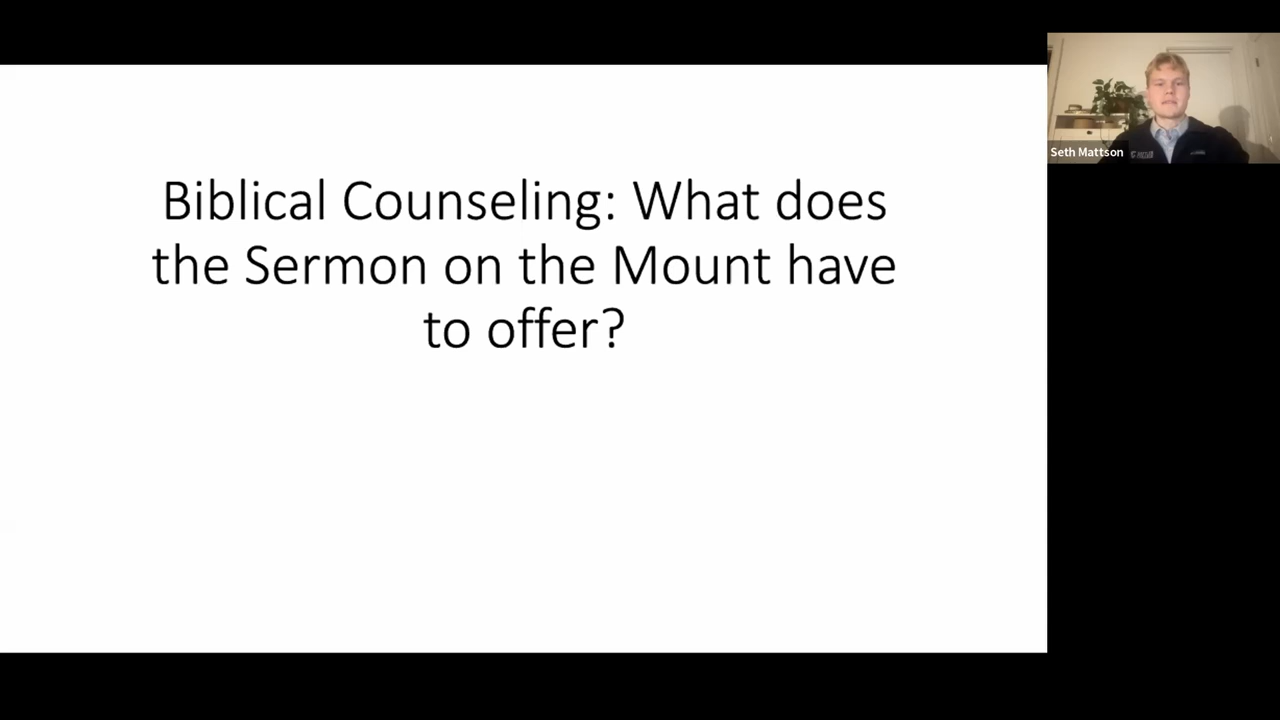 Biblical Counseling: What does
the Sermon on the Mount have
to offer?
Seth Mattson